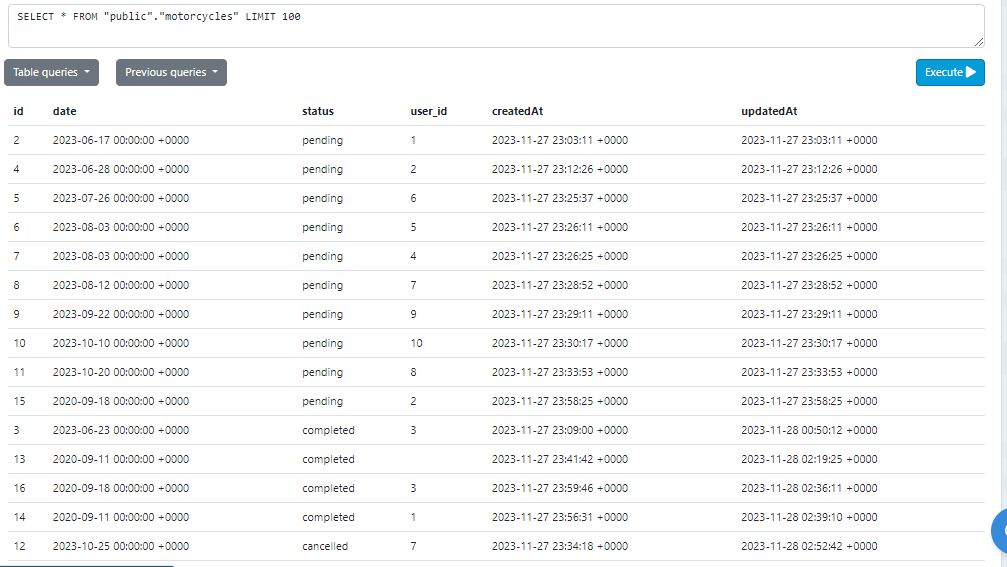 SELECT * FROM "public"."motorcycles" LIMIT 100
Table queries Previous queries Execute
id date status user_id createdAt updatedAt
2 2023-06-17 00:00:00 +0000 pending 1 2023-11-27 23:03:11 +0000 2023-11-27 23:03:11 +0000
4 2023-06-28 00:00:00 +0000 pending 2 2023-11-27 23:12:26 +0000 2023-11-27 23:12:26 +0000
5 2023-07-26 00:00:00 +0000 pending 6 2023-11-27 23:25:37 +0000 2023-11-27 23:25:37 +0000
6 2023-08-03 00:00:00 +0000 pending 5 2023-11-27 23:26:11 +0000 2023-11-27 23:26:11 +0000
7 2023-08-03 00:00:00 +0000 pending 4 2023-11-27 23:26:25 +0000 2023-11-27 23:26:25 +0000
8 2023-08-12 00:00:00 +0000 pending 7 2023-11-27 23:28:52 +0000 2023-11-27 23:28:52 +0000
9 2023-09-22 00:00:00 +0000 pending 9 2023-11-27 23:29:11 +0000 2023-11-27 23:29:11 +0000
10 2023-10-10 00:00:00 +0000 pending 10 2023-11-27 23:30:17 +0000 2023-11-27 23:30:17 +0000
11 2023-10-20 00:00:00 +0000 pending 8 2023-11-27 23:33:53 +0000 2023-11-27 23:33:53 +0000
15 2020-09-18 00:00:00 +0000 pending 2 2023-11-27 23:58:25 +0000 2023-11-27 23:58:25 +0000
3 2023-06-23 00:00:00 +0000 completed 3 2023-11-27 23:09:00 +0000 2023-11-28 00:50:12 +0000
13 2020-09-11 00:00:00 +0000 completed 2023-11-27 23:41:42 +0000 2023-11-28 02:19:25 +0000
16 2020-09-18 00:00:00 +0000 completed 3 2023-11-27 23:59:46 +0000 2023-11-28 02:36:11 +0000
14 2020-09-11 00:00:00 +0000 completed 1 2023-11-27 23:56:31 +0000 2023-11-28 02:39:10 +0000
12 2023-10-25 00:00:00 +0000 cancelled 7 2023-11-27 23:34:18 +0000 2023-11-28 02:52:42 +0000